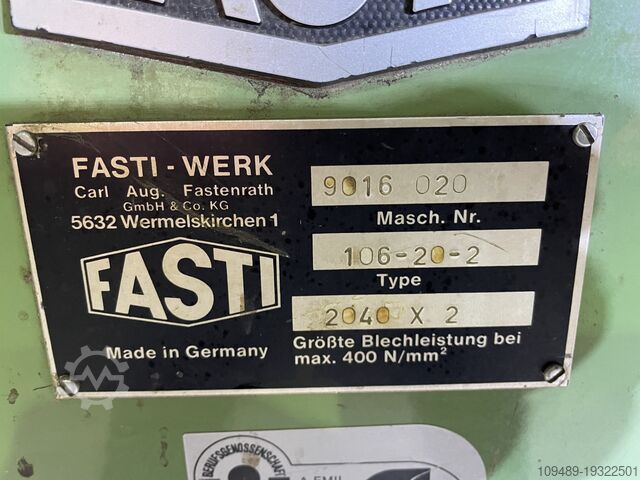 FASTI - WERK
Carl Aug. Fastenrath
GmbH & Co. KG
5632 Wermelskirchen 1
FASTI
Made in Germany
9016 020
Masch. Nr.
106-20-2
Type
2040 X 2
Größte Blechleistung bei
max. 400 N/mm²
BERUFSGENOSSENSCHAFT
109489-19322501